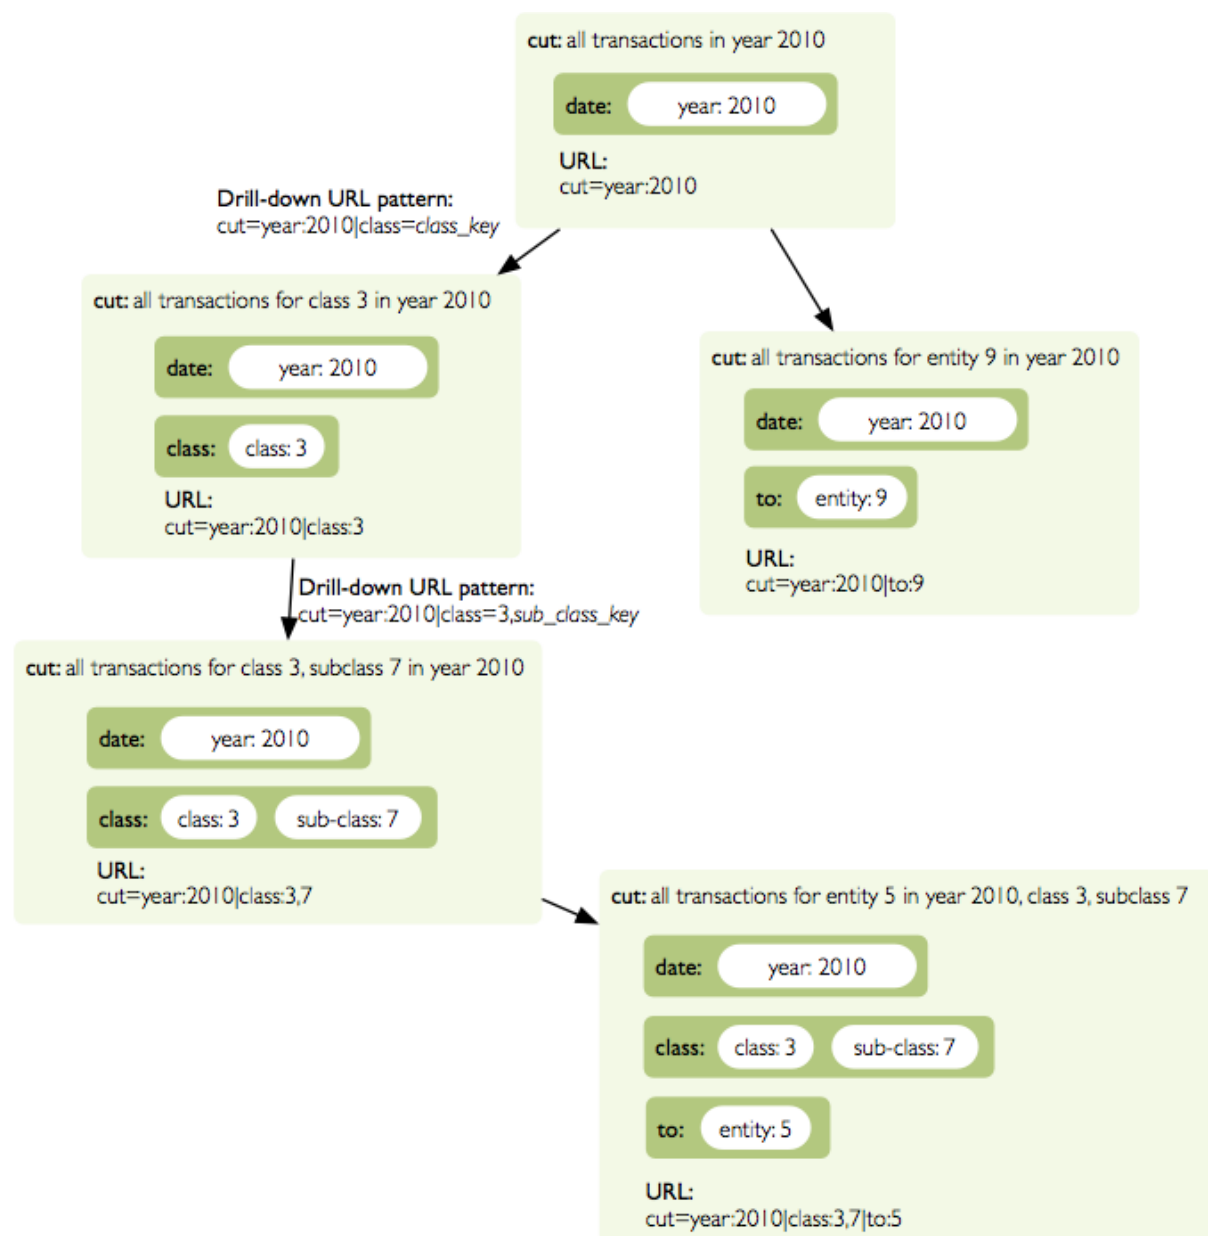 cut: all transactions in year 2010
date: year: 2010
URL:
cut=year:2010
Drill-down URL pattern:
cut=year:2010|class=class_key
cut: all transactions for class 3 in year 2010
date: year: 2010
class: class: 3
URL:
cut=year:2010|class:3
cut: all transactions for entity 9 in year 2010
date: year: 2010
to: entity: 9
URL:
cut=year:2010|to:9
Drill-down URL pattern:
cut=year:2010|class=3,sub_class_key
cut: all transactions for class 3, subclass 7 in year 2010
date: year: 2010
class: class: 3 sub-class: 7
URL:
cut=year:2010|class:3,7
cut: all transactions for entity 5 in year 2010, class 3, subclass 7
date: year: 2010
class: class: 3 sub-class: 7
to: entity: 5
URL:
cut=year:2010|class:3,7|to:5